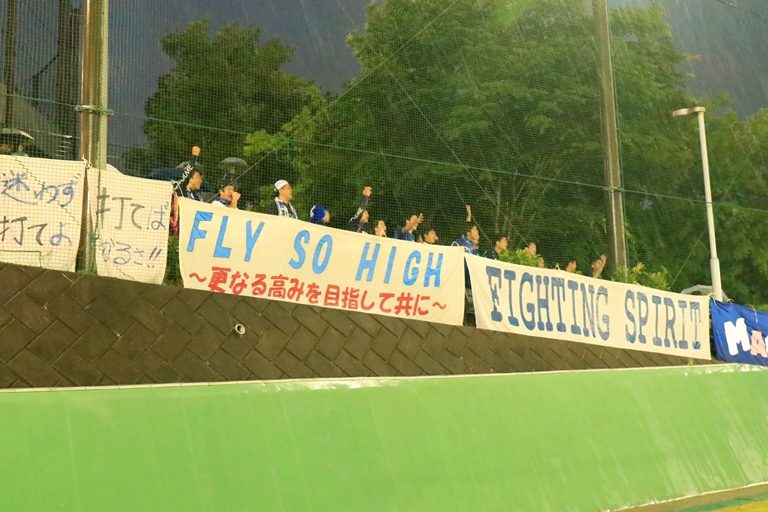 迷わず
打てよ
打てば
わかるさ!!
FLY SO HIGH
～更なる高みを目指して共に～
FIGHTING SPIRIT
MA